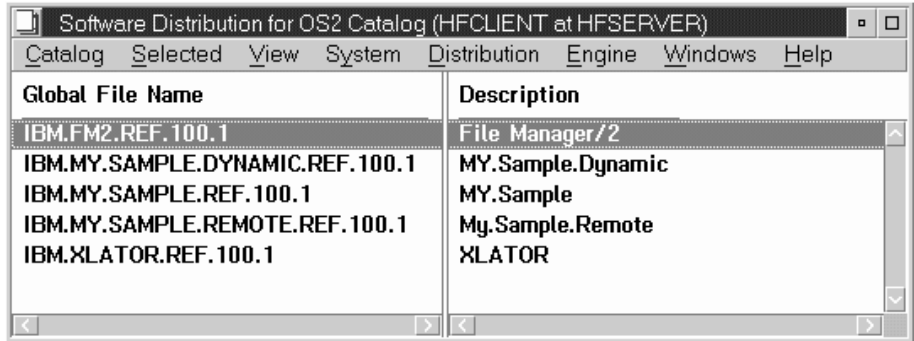 Software Distribution for OS2 Catalog (HFCLIENT at HFSERVER)
Catalog Selected View System Distribution Engine Windows Help
Global File Name Description
IBM.FM2.REF.100.1 File Manager/2
IBM.MY.SAMPLE.DYNAMIC.REF.100.1 MY.Sample.Dynamic
IBM.MY.SAMPLE.REF.100.1 MY.Sample
IBM.MY.SAMPLE.REMOTE.REF.100.1 My.Sample.Remote
IBM.XLATOR.REF.100.1 XLATOR